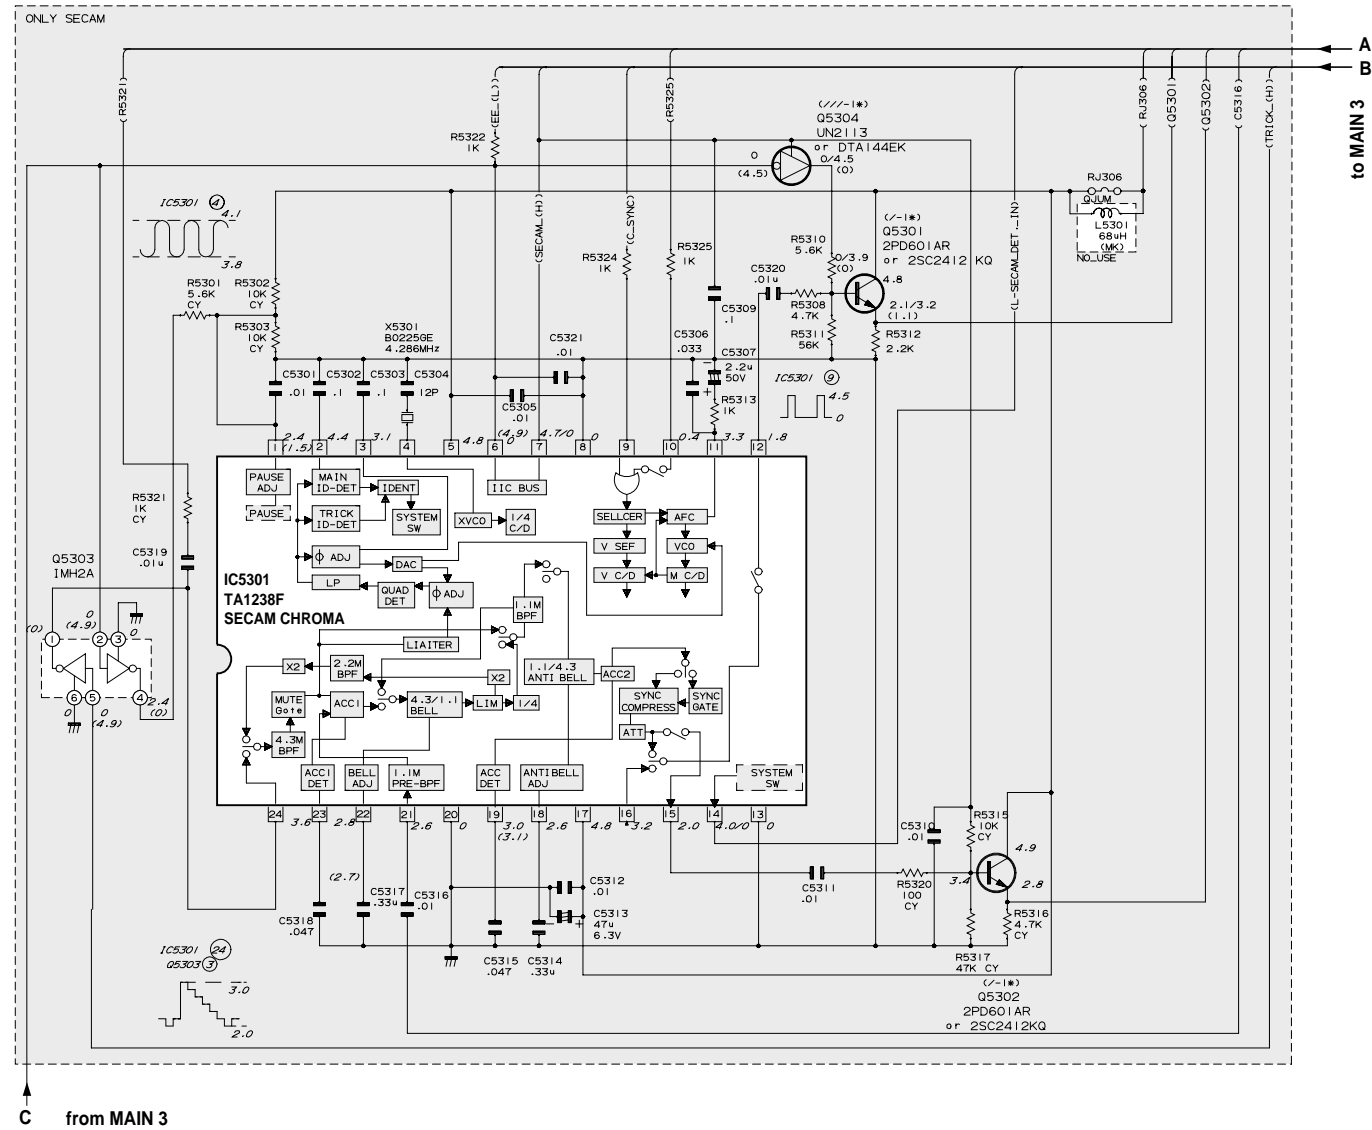 ONLY SECAM
A
B
to MAIN 3
(R5321)
(EE_(L))
(SECAM_(H))
(C_SYNC)
(R5325)
(L-SECAM_DET._IN)
(RJ306)
(Q5301)
(Q5302)
(C5316)
(TRICK_(H))
R5322
1K
(///-1*)
Q5304
UN2113
or DTA144EK
0/4.5
(0)
0
(4.5)
RJ306
QJUM
L5301
68uH
(MK)
NO_USE
IC5301 4
4.1
3.8
R5301
5.6K
CY
R5302
10K
CY
R5303
10K
CY
X5301
B0225GE
4.286MHz
R5324
1K
R5325
1K
C5320
.01u
R5310
5.6K
0/3.9
(0)
(/-1*)
Q5301
2PD601AR
or 2SC2412 KQ
4.8
2.1/3.2
(1.1)
R5308
4.7K
R5311
56K
R5312
2.2K
C5309
.1
C5306
.033
C5307
2.2u
50V
R5313
1K
IC5301 9
4.5
0
C5301
.01
C5302
.1
C5303
.1
C5304
12P
C5321
.01
C5305
.01
1 2 3 4 5 6 7 8 9 10 11 12
2.4
(1.5)
4.4
3.1
4.8
(4.9)
0
4.7/0
0
0.4
3.3
1.8
PAUSE
ADJ
PAUSE
MAIN
ID-DET
TRICK
ID-DET
IDENT
SYSTEM
SW
XVCO
1/4
C/D
IIC BUS
SELLCER
AFC
V SEF
VCO
V C/D
M C/D
ϕ ADJ
DAC
LP
QUAD
DET
ϕ ADJ
IC5301
TA1238F
SECAM CHROMA
1.1M
BPF
LIAITER
X2
2.2M
BPF
X2
1.1/4.3
ANTI BELL
ACC2
MUTE
Gate
ACC1
4.3/1.1
BELL
LIM
1/4
SYNC
COMPRESS
SYNC
GATE
ATT
4.3M
BPF
ACC1
DET
BELL
ADJ
1.1M
PRE-BPF
ACC
DET
ANTIBELL
ADJ
SYSTEM
SW
R5321
1K
CY
C5319
.01u
Q5303
IMH2A
(0)
0
(4.9)
0
1 2 3
6 5 4
0
0
(4.9)
2.4
(0)
24 23 22 21 20 19 18 17 16 15 14 13
3.6
2.8
2.6
0
3.0
(3.1)
2.6
4.8
3.2
2.0
4.0/0
0
(2.7)
C5318
.047
C5317
.33u
C5316
.01
C5312
.01
C5313
47u
6.3V
C5315
.047
C5314
.33u
C5311
.01
R5320
100
CY
C5310
.01
R5315
10K
CY
4.9
3.4
2.8
R5316
4.7K
CY
R5317
47K CY
(/-1*)
Q5302
2PD601AR
or 2SC2412KQ
IC5301 24
Q5303 3
3.0
2.0
C
from MAIN 3